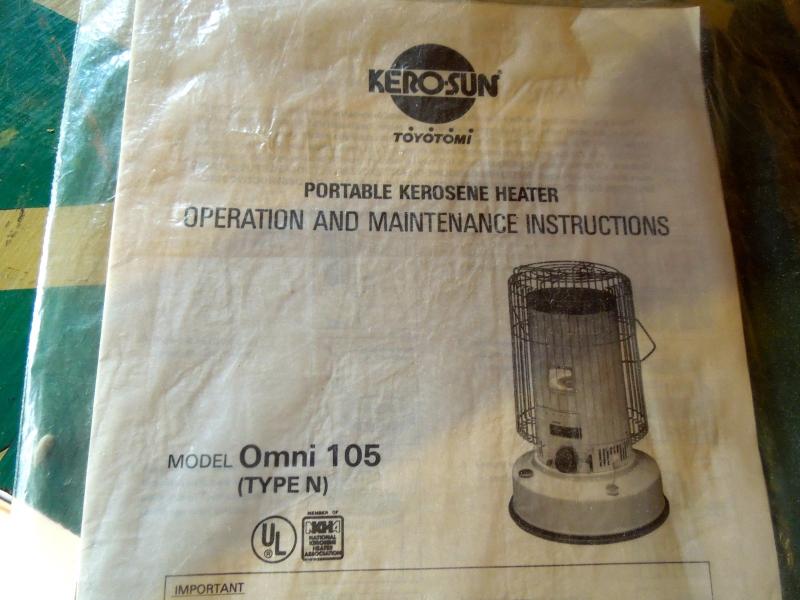 KERO-SUN®
TOYOTOMI
PORTABLE KEROSENE HEATER
OPERATION AND MAINTENANCE INSTRUCTIONS
MODEL Omni 105
(TYPE N)
UL®
MEMBER OF
NKHA
NATIONAL
KEROSENE
HEATER
ASSOCIATION
IMPORTANT